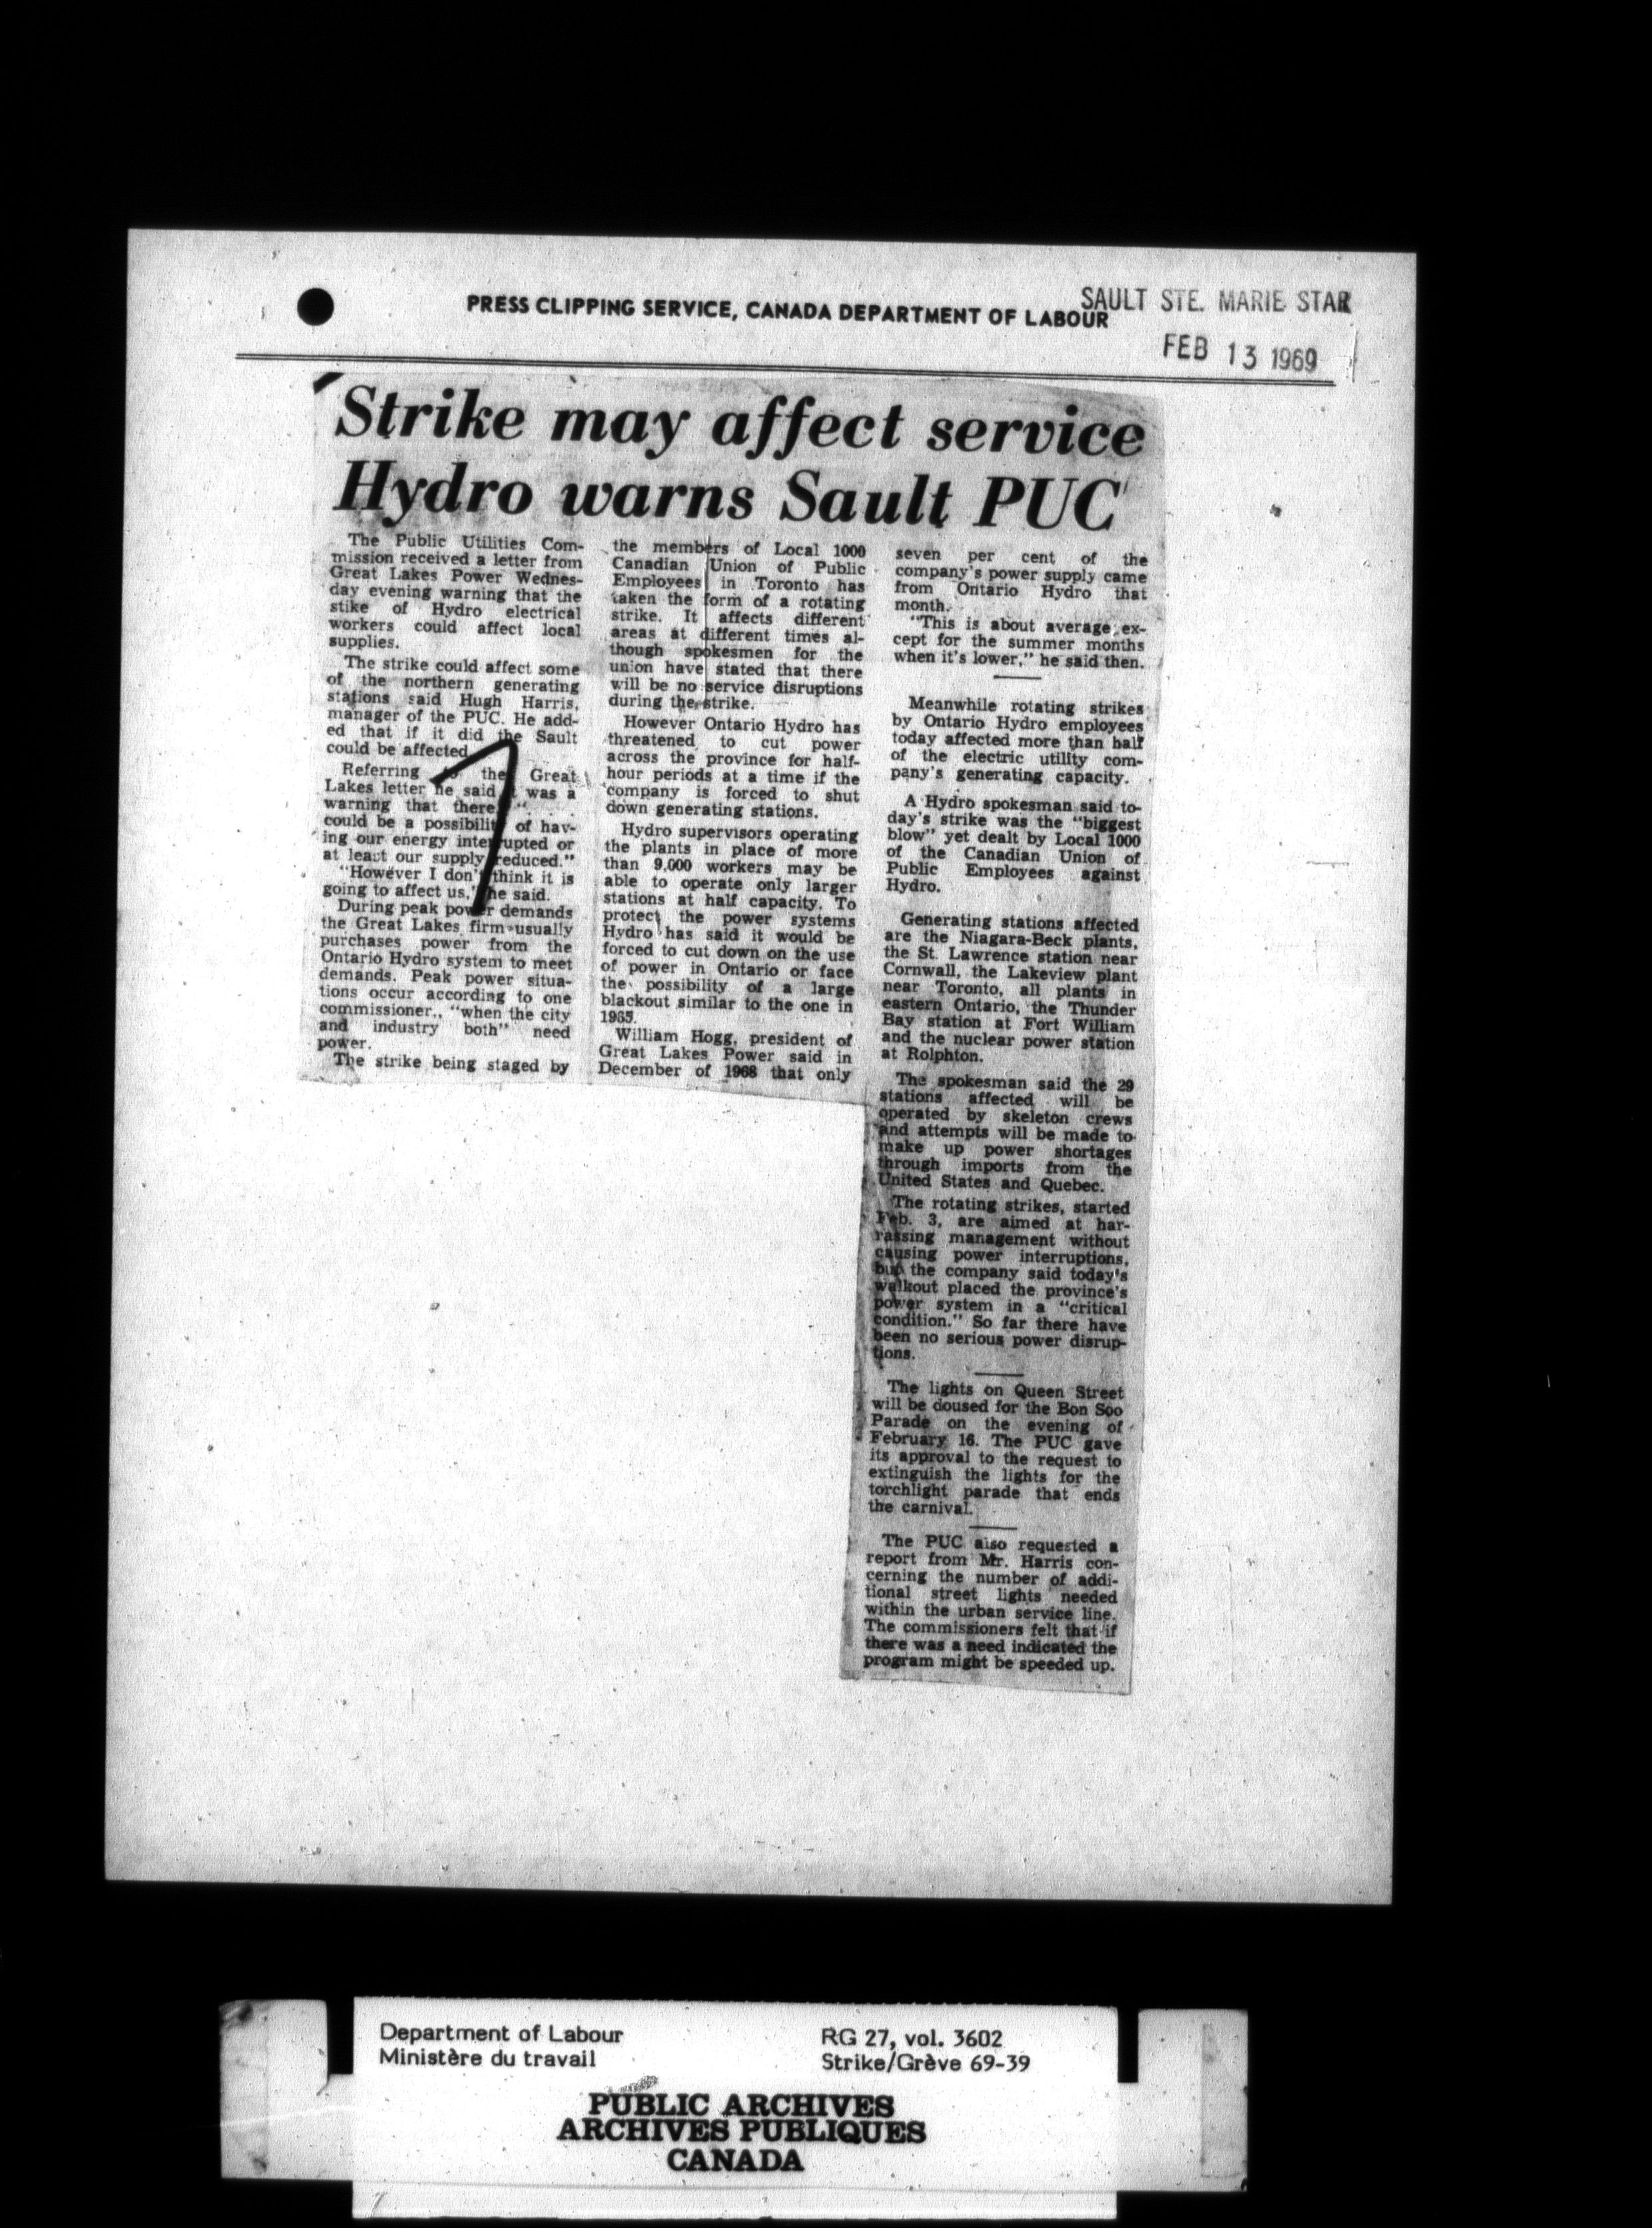 PRESS CLIPPING SERVICE, CANADA DEPARTMENT OF LABOUR
SAULT STE. MARIE STAR
FEB 13 1969
Strike may affect service
Hydro warns Sault PUC
The Public Utilities Com-
mission received a letter from
Great Lakes Power Wednes-
day evening warning that the
stike of Hydro electrical
workers could affect local
supplies.
The strike could affect some
of the northern generating
stations said Hugh Harris,
manager of the PUC. He add-
ed that if it did the Sault
could be affected.
Referring to the Great
Lakes letter he said it was a
warning that there "....
could be a possibility of hav-
ing our energy interrupted or
at least our supply reduced."
"However I don't think it is
going to affect us," he said.
During peak power demands
the Great Lakes firm usually
purchases power from the
Ontario Hydro system to meet
demands. Peak power situa-
tions occur according to one
commissioner., "when the city
and industry both" need
power.
The strike being staged by
the members of Local 1000
Canadian Union of Public
Employees in Toronto has
taken the form of a rotating
strike. It affects different
areas at different times al-
though spokesmen for the
union have stated that there
will be no service disruptions
during the strike.
However Ontario Hydro has
threatened to cut power
across the province for half-
hour periods at a time if the
company is forced to shut
down generating stations.
Hydro supervisors operating
the plants in place of more
than 9,000 workers may be
able to operate only larger
stations at half capacity. To
protect the power systems
Hydro has said it would be
forced to cut down on the use
of power in Ontario or face
the possibility of a large
blackout similar to the one in
1965.
William Hogg, president of
Great Lakes Power said in
December of 1968 that only
seven per cent of the
company's power supply came
from Ontario Hydro that
month.
"This is about average, ex-
cept for the summer months
when it's lower," he said then.
Meanwhile rotating strikes
by Ontario Hydro employees
today affected more than half
of the electric utility com-
pany's generating capacity.
A Hydro spokesman said to-
day's strike was the "biggest
blow" yet dealt by Local 1000
of the Canadian Union of
Public Employees against
Hydro.
Generating stations affected
are the Niagara-Beck plants,
the St. Lawrence station near
Cornwall, the Lakeview plant
near Toronto, all plants in
eastern Ontario, the Thunder
Bay station at Fort William
and the nuclear power station
at Rolphton.
The spokesman said the 29
stations affected will be
operated by skeleton crews
and attempts will be made to
make up power shortages
through imports from the
United States and Quebec.
The rotating strikes, started
Feb. 3, are aimed at har-
rassing management without
causing power interruptions,
but the company said today's
walkout placed the province's
power system in a "critical
condition." So far there have
been no serious power disrup-
tions.
The lights on Queen Street
will be doused for the Bon Soo
Parade on the evening of
February 16. The PUC gave
its approval to the request to
extinguish the lights for the
torchlight parade that ends
the carnival.
The PUC also requested a
report from Mr. Harris con-
cerning the number of addi-
tional street lights needed
within the urban service line.
The commissioners felt that if
there was a need indicated the
program might be speeded up.
Department of Labour
Ministère du travail
RG 27, vol. 3602
Strike/Grève 69-39
PUBLIC ARCHIVES
ARCHIVES PUBLIQUES
CANADA